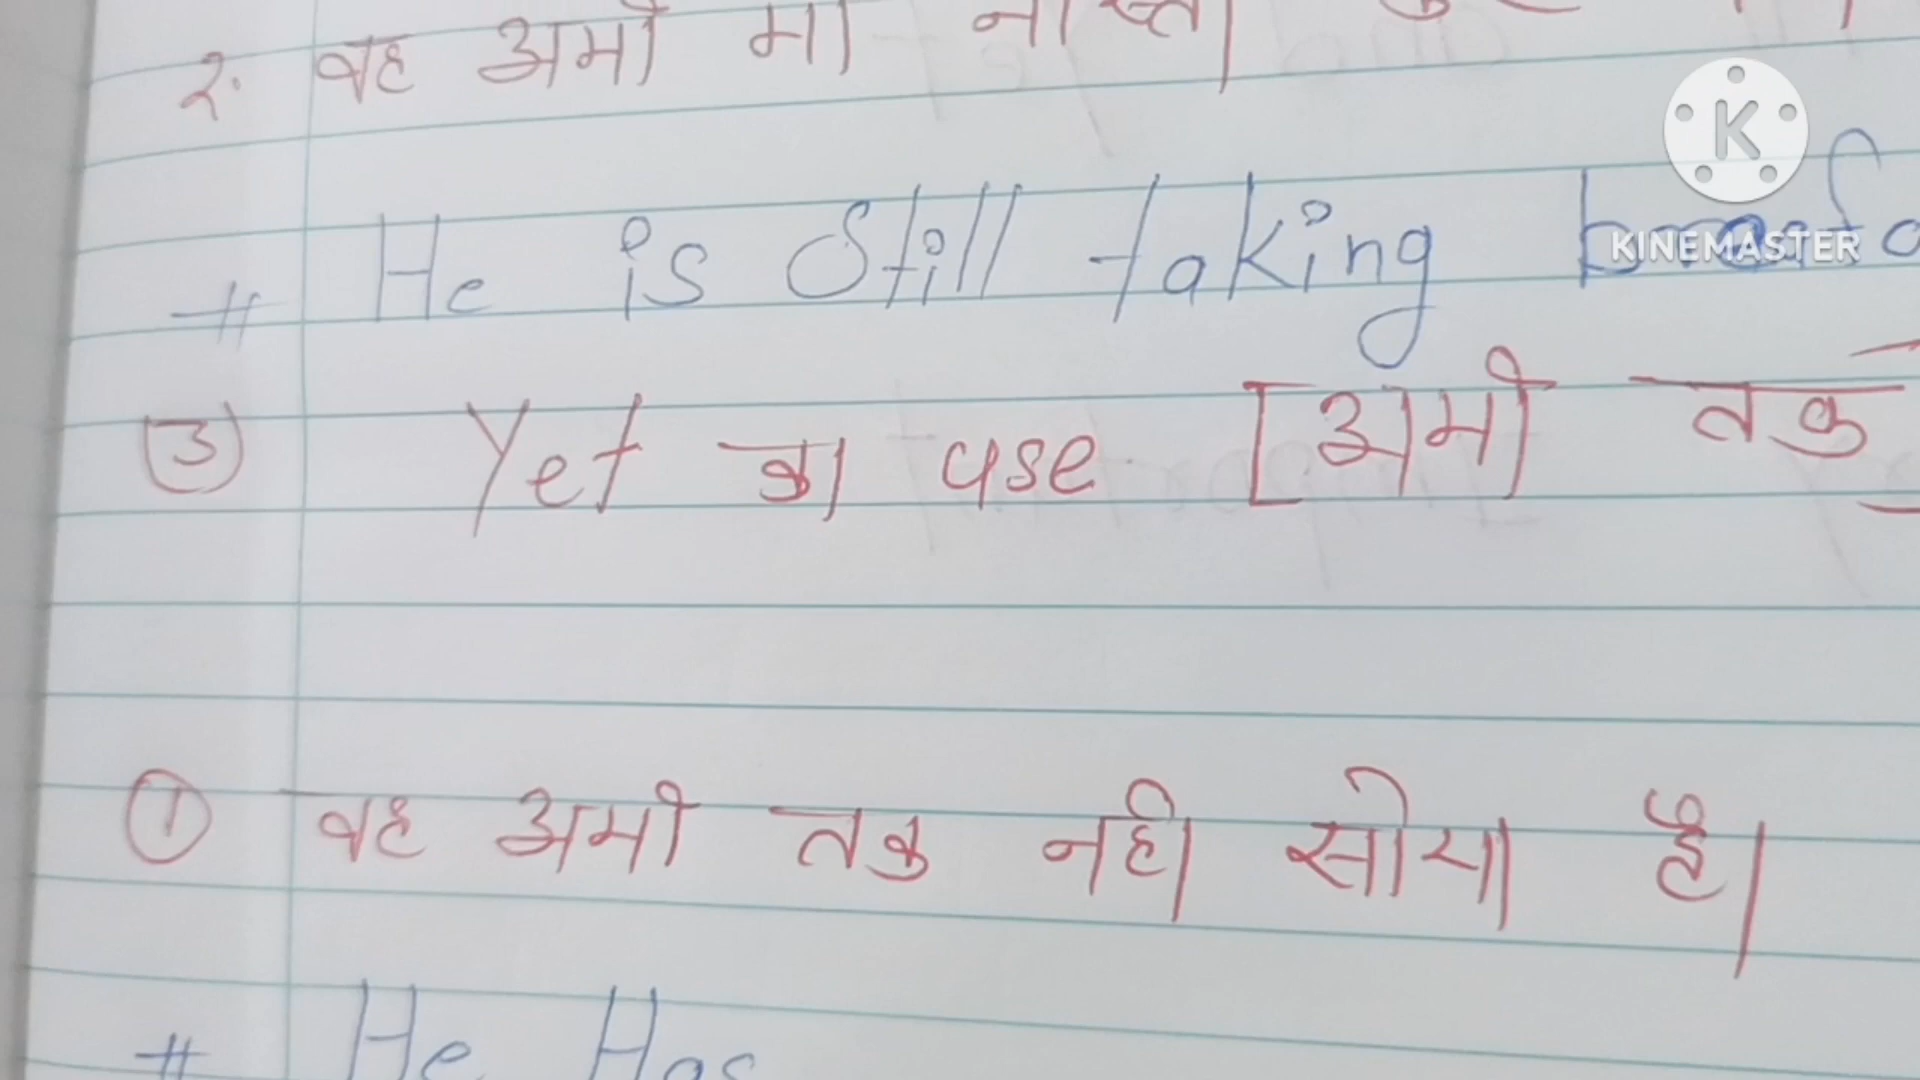 २. वह अभी भी नास्ता
K
# He is Still taking
KINEMASTER
③ Yet का use [अभी तक
① वह अभी तक नही सोया है।
# He Has